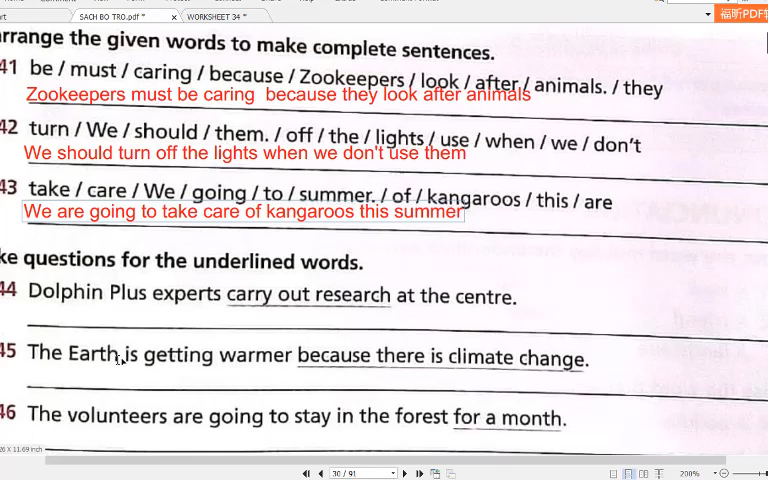 SACH BO TRO.pdf * × WORKSHEET 34 *
福昕PDF
arrange the given words to make complete sentences.
41 be / must / caring / because / Zookeepers / look / after / animals. / they
Zookeepers must be caring because they look after animals
42 turn / We / should / them. / off / the / lights / use / when / we / don't
We should turn off the lights when we don't use them
43 take / care / We / going / to / summer. / of / kangaroos / this / are
We are going to take care of kangaroos this summer
ke questions for the underlined words.
44 Dolphin Plus experts carry out research at the centre.
45 The Earth is getting warmer because there is climate change.
46 The volunteers are going to stay in the forest for a month.
26 X 11.69 inch
30 / 91
200%